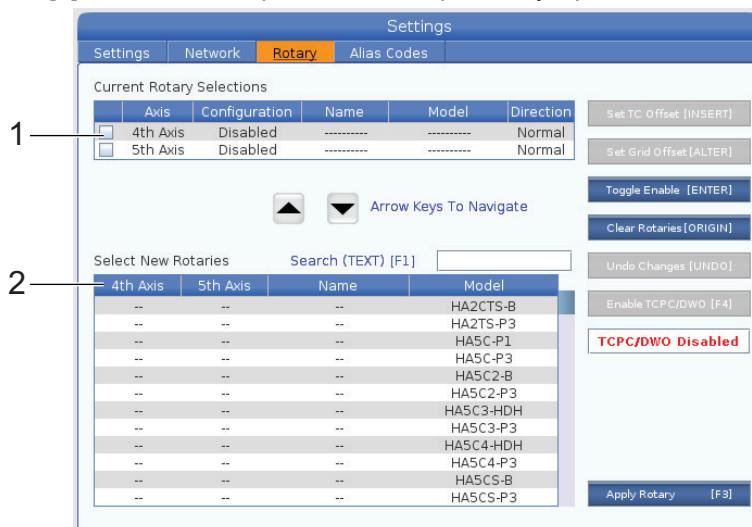 Settings
Settings Network Rotary Alias Codes
Current Rotary Selections
Axis Configuration Name Model Direction
1
4th Axis Disabled ---------- ---------- Normal
5th Axis Disabled ---------- ---------- Normal
Set TC Offset [INSERT]
Set Grid Offset [ALTER]
Toggle Enable [ENTER]
Arrow Keys To Navigate
Clear Rotaries [ORIGIN]
Select New Rotaries Search (TEXT) [F1]
Undo Changes [UNDO]
2
4th Axis 5th Axis Name Model
-- -- -- HA2CTS-B
Enable TCPC/DWO [F4]
-- -- -- HA2TS-P3
-- -- -- HA5C-P1
TCPC/DWO Disabled
-- -- -- HA5C-P3
-- -- -- HA5C2-B
-- -- -- HA5C2-P3
-- -- -- HA5C3-HDH
-- -- -- HA5C3-P3
-- -- -- HA5C4-HDH
-- -- -- HA5C4-P3
-- -- -- HA5CS-B
-- -- -- HA5CS-P3
Apply Rotary [F3]